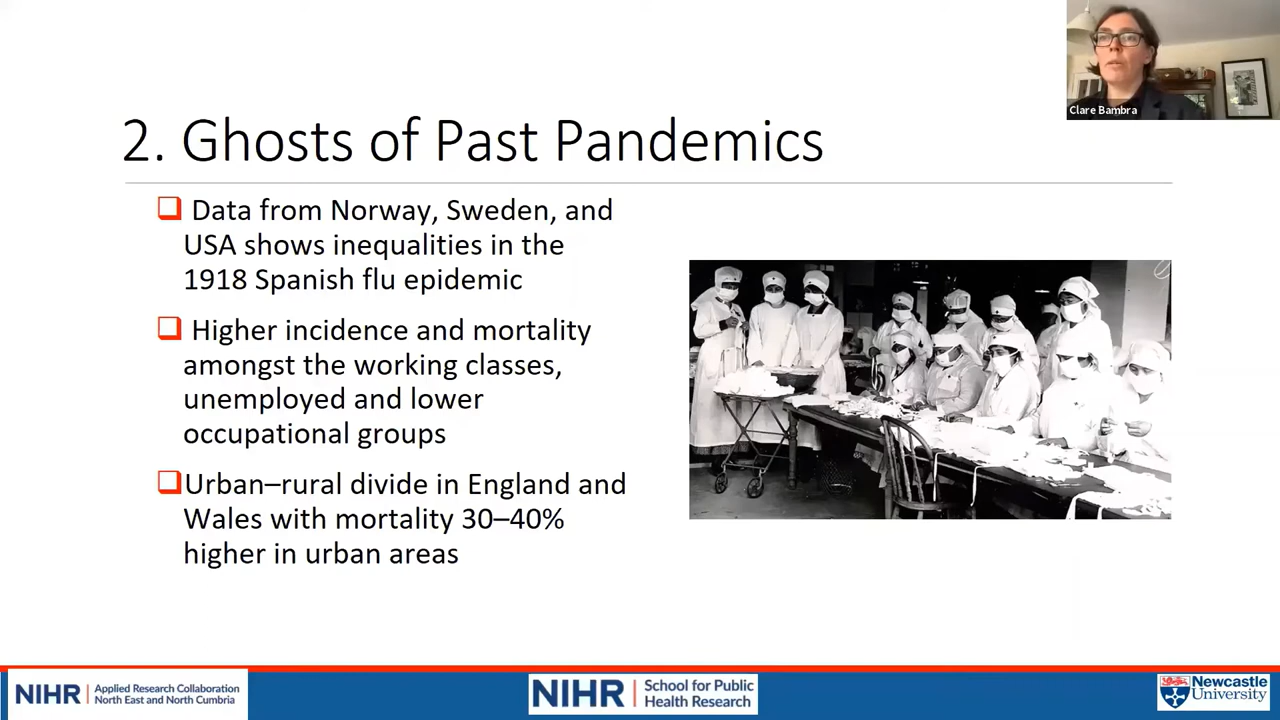 Clare Bambra
2. Ghosts of Past Pandemics
❑ Data from Norway, Sweden, and
USA shows inequalities in the
1918 Spanish flu epidemic
❑ Higher incidence and mortality
amongst the working classes,
unemployed and lower
occupational groups
❑Urban–rural divide in England and
Wales with mortality 30–40%
higher in urban areas
NIHR | Applied Research Collaboration
North East and North Cumbria
NIHR | School for Public
Health Research
Newcastle
University